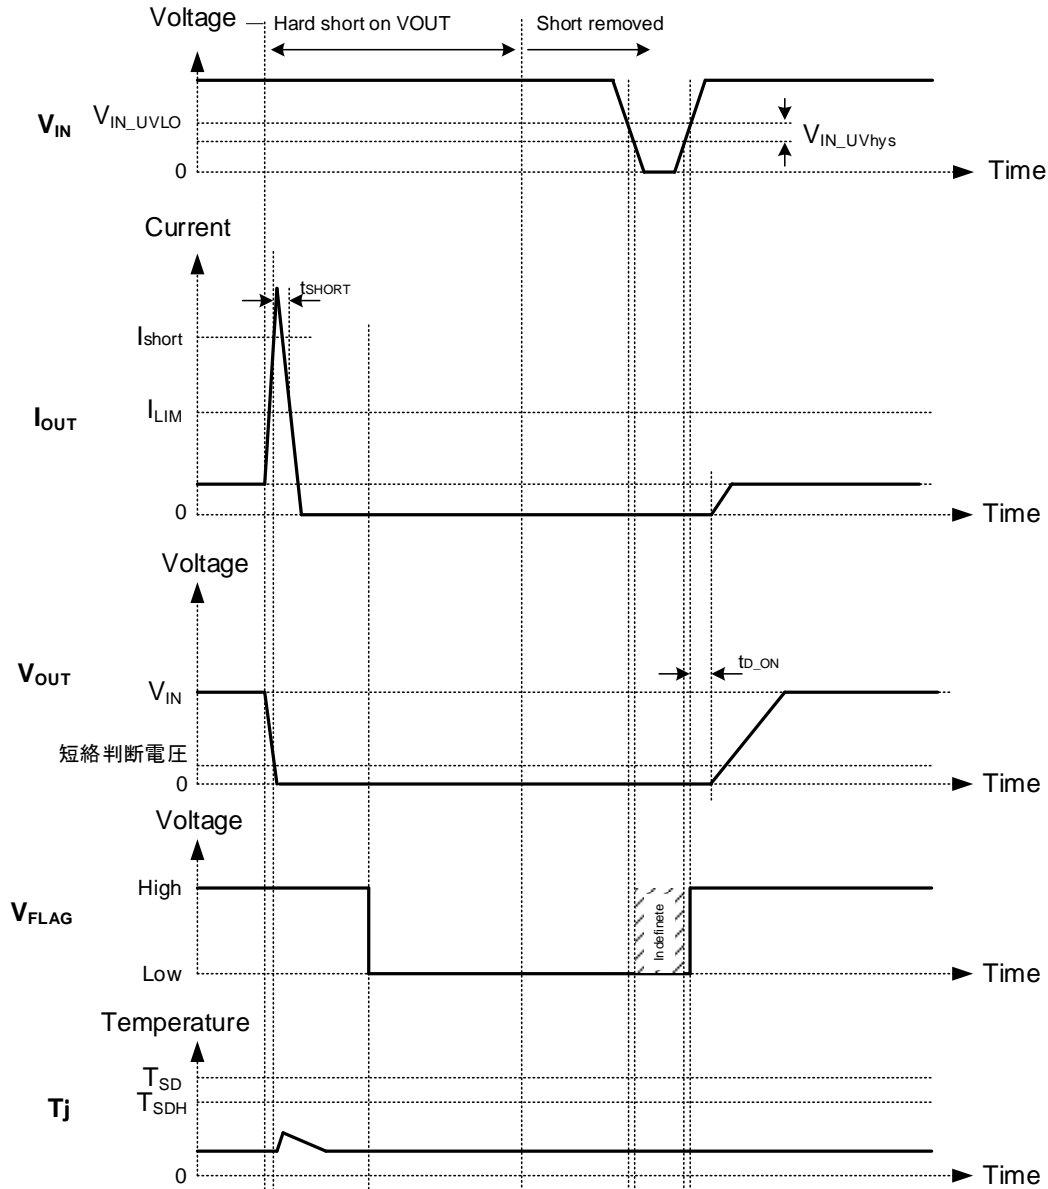 Voltage
Hard short on VOUT
Short removed
VIN
VIN_UVLO
VIN_UVhys
0
Time
Current
tSHORT
Ishort
IOUT
ILIM
0
Time
Voltage
VOUT
tD_ON
VIN
短絡判断電圧
0
Time
Voltage
High
VFLAG
Indefinete
Low
Time
Temperature
TSD
TSDH
Tj
0
Time